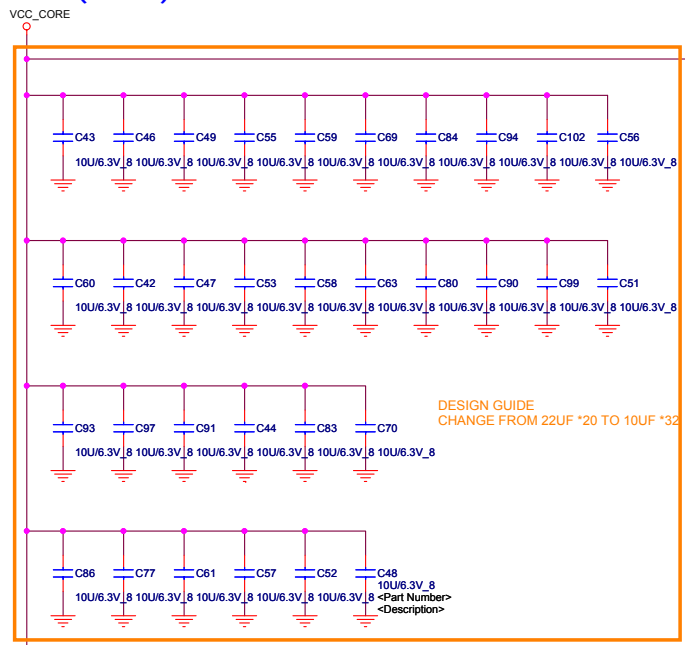 VCC_CORE
C43 C46 C49 C55 C59 C69 C84 C94 C102 C56
10U/6.3V_8 10U/6.3V_8 10U/6.3V_8 10U/6.3V_8 10U/6.3V_8 10U/6.3V_8 10U/6.3V_8 10U/6.3V_8 10U/6.3V_8 10U/6.3V_8
C60 C42 C47 C53 C58 C63 C80 C90 C99 C51
10U/6.3V_8 10U/6.3V_8 10U/6.3V_8 10U/6.3V_8 10U/6.3V_8 10U/6.3V_8 10U/6.3V_8 10U/6.3V_8 10U/6.3V_8 10U/6.3V_8
DESIGN GUIDE
CHANGE FROM 22UF *20 TO 10UF *32
C93 C97 C91 C44 C83 C70
10U/6.3V_8 10U/6.3V_8 10U/6.3V_8 10U/6.3V_8 10U/6.3V_8 10U/6.3V_8
C86 C77 C61 C57 C52 C48
10U/6.3V_8
10U/6.3V_8 10U/6.3V_8 10U/6.3V_8 10U/6.3V_8 10U/6.3V_8 <Part Number>
<Description>